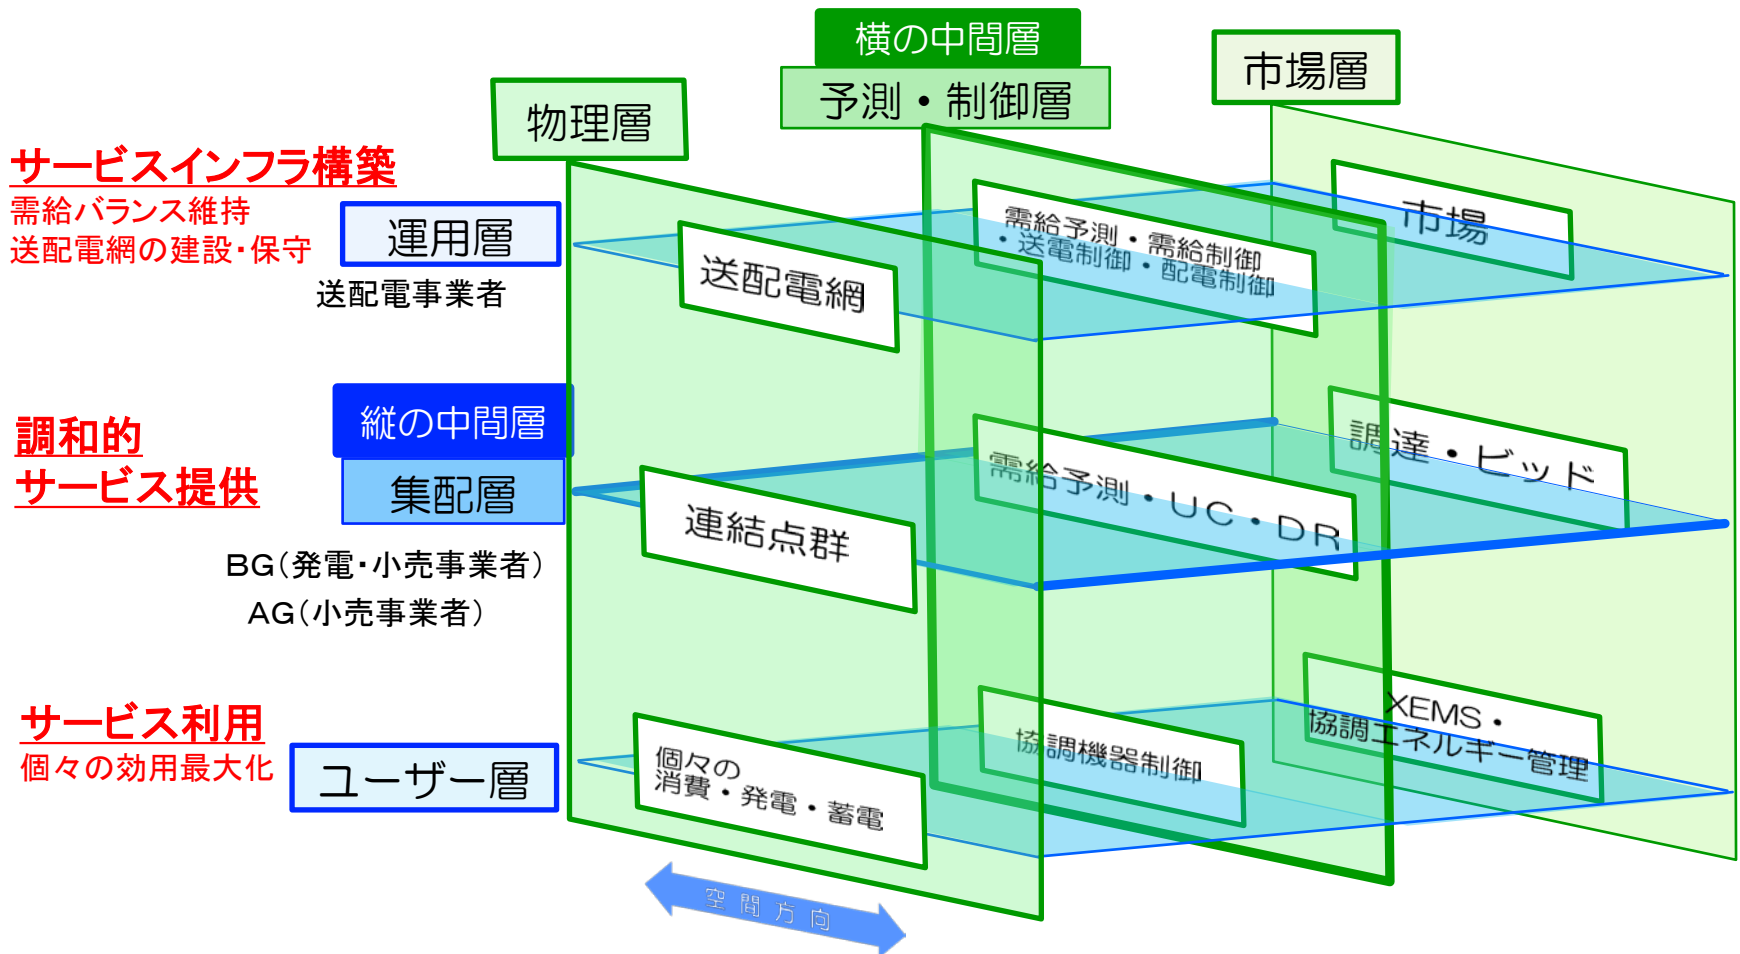 横の中間層
予測・制御層
市場層
物理層
サービスインフラ構築
需給バランス維持
送配電網の建設・保守
運用層
送配電事業者
送配電網
需給予測・需給制御
・送電制御・配電制御
市場
調和的
サービス提供
縦の中間層
集配層
BG(発電・小売事業者)
AG(小売事業者)
連結点群
需給予測・UC・DR
調達・ビッド
サービス利用
個々の効用最大化
ユーザー層
個々の
消費・発電・蓄電
協調機器制御
XEMS・
協調エネルギー管理
空間方向